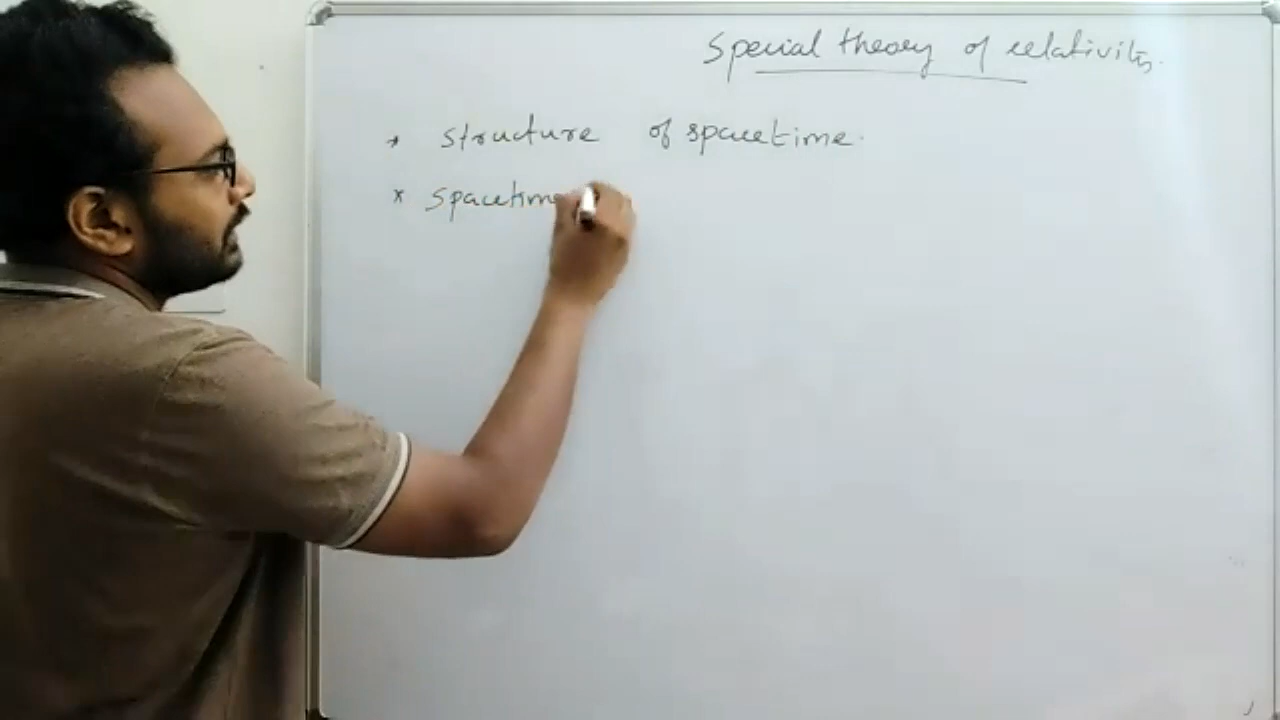 Special theory of relativity.
* structure of spacetime.
* spacetime